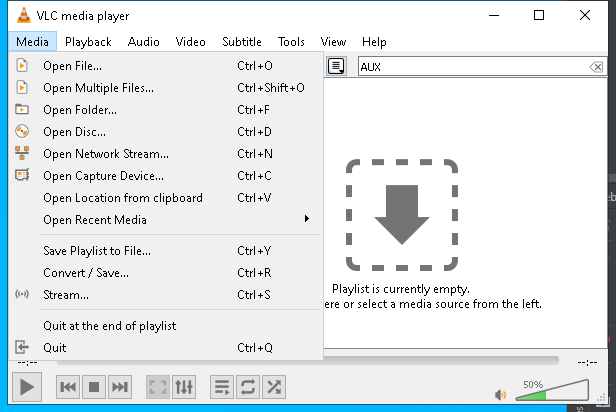 VLC media player
Media Playback Audio Video Subtitle Tools View Help
Open File... Ctrl+O
Open Multiple Files... Ctrl+Shift+O
Open Folder... Ctrl+F
Open Disc... Ctrl+D
Open Network Stream... Ctrl+N
Open Capture Device... Ctrl+C
Open Location from clipboard Ctrl+V
Open Recent Media
Save Playlist to File... Ctrl+Y
Convert / Save... Ctrl+R
Stream... Ctrl+S
Quit at the end of playlist
Quit Ctrl+Q
AUX
Playlist is currently empty.
ere or select a media source from the left.
--:-- --:--
50%